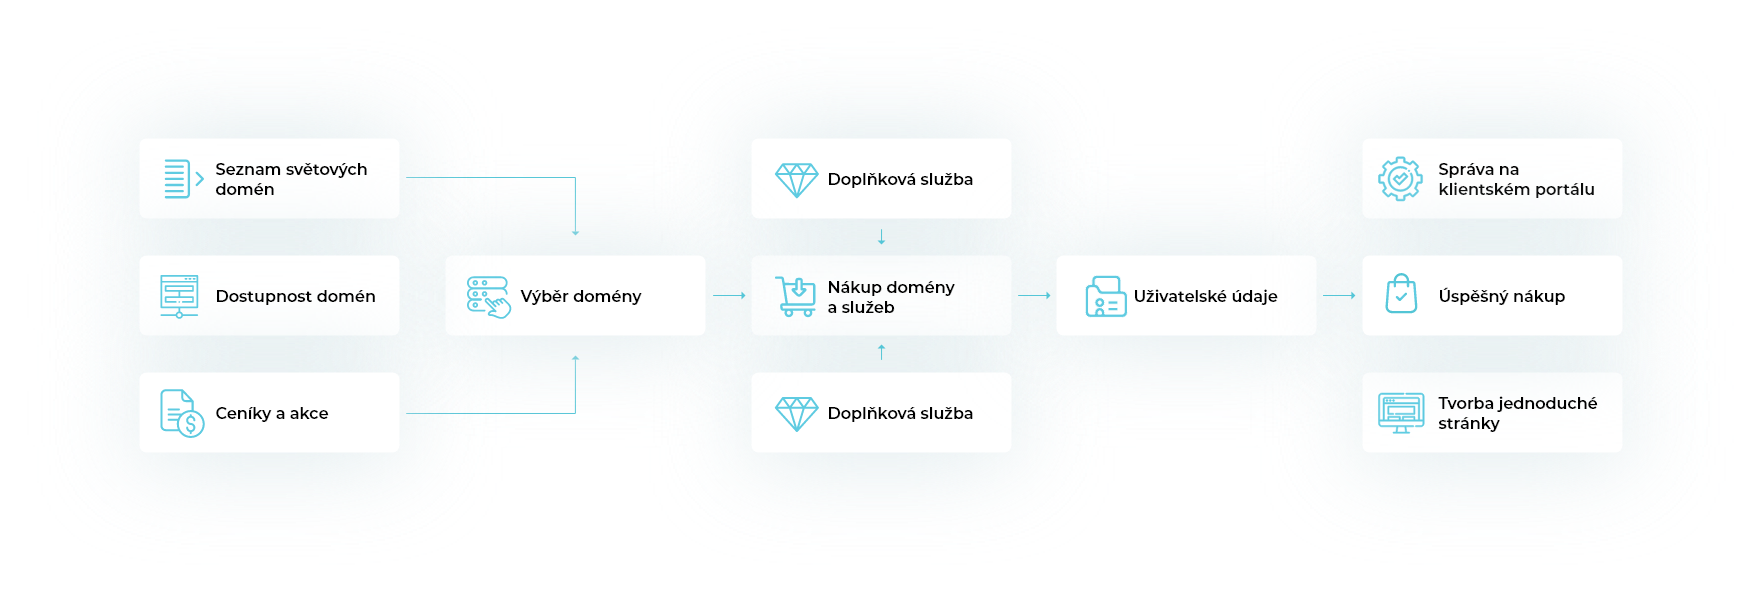 Seznam světových
domén
Dostupnost domén
Ceníky a akce
Výběr domény
Doplňková služba
Nákup domény
a služeb
Doplňková služba
Uživatelské údaje
Správa na
klientském portálu
Úspěšný nákup
Tvorba jednoduché
stránky